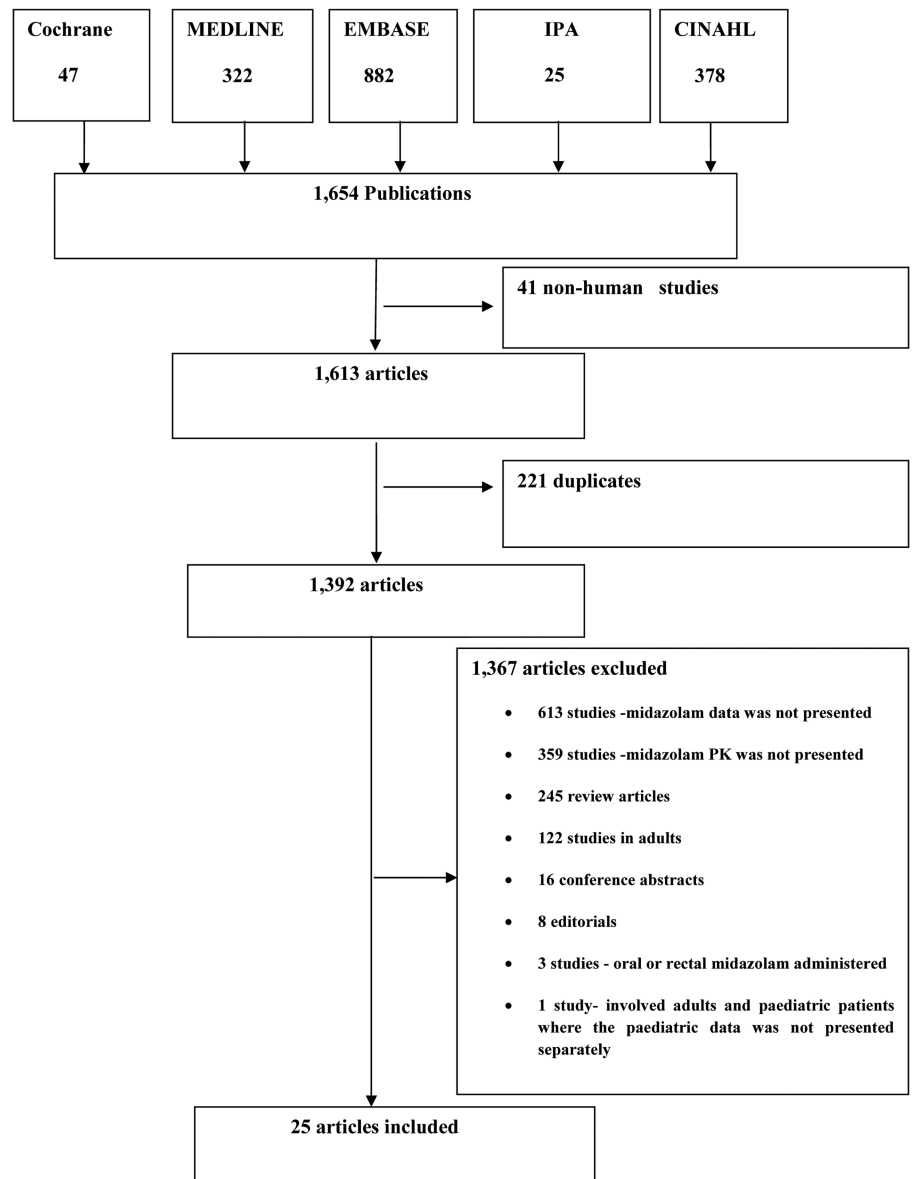 Cochrane
47
MEDLINE
322
EMBASE
882
IPA
25
CINAHL
378
1,654 Publications
41 non-human studies
1,613 articles
221 duplicates
1,392 articles
1,367 articles excluded
• 613 studies -midazolam data was not presented
• 359 studies -midazolam PK was not presented
• 245 review articles
• 122 studies in adults
• 16 conference abstracts
• 8 editorials
• 3 studies - oral or rectal midazolam administered
• 1 study- involved adults and paediatric patients
where the paediatric data was not presented
separately
25 articles included